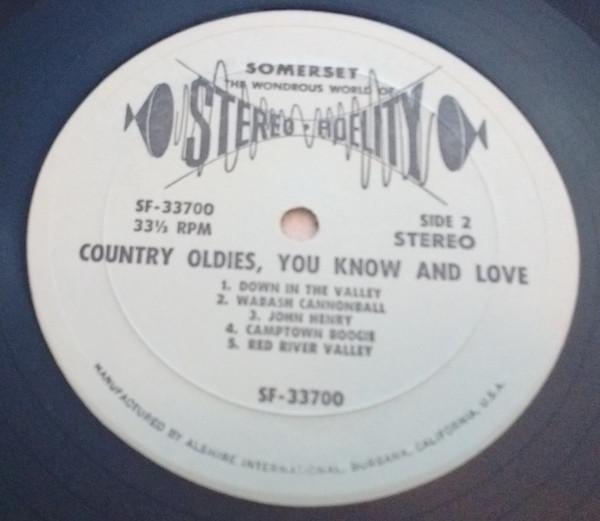 SOMERSET
THE WONDROUS WORLD OF
STEREO-FIDELITY
SF-33700
33⅓ RPM
SIDE 2
STEREO
COUNTRY OLDIES, YOU KNOW AND LOVE
1. DOWN IN THE VALLEY
2. WABASH CANNONBALL
3. JOHN HENRY
4. CAMPTOWN BOOGIE
5. RED RIVER VALLEY
SF-33700
MANUFACTURED BY ALSHIRE INTERNATIONAL, BURBANK, CALIFORNIA, U.S.A.